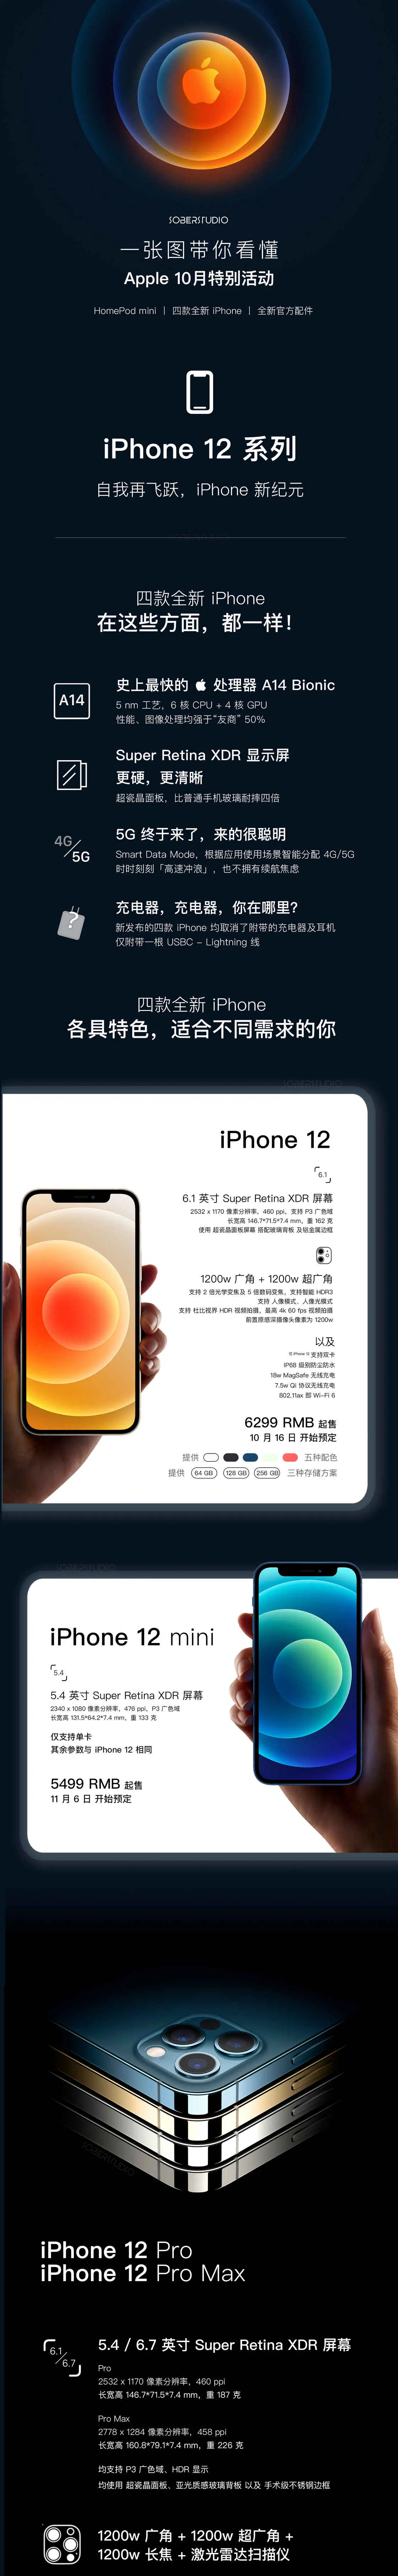 SOBERSTUDIO
一张图带你看懂
Apple 10月特别活动
HomePod mini | 四款全新 iPhone | 全新官方配件
iPhone 12 系列
自我再飞跃，iPhone 新纪元
四款全新 iPhone
在这些方面，都一样！
A14
史上最快的 处理器 A14 Bionic
5 nm 工艺，6 核 CPU + 4 核 GPU
性能、图像处理均强于“友商” 50%
Super Retina XDR 显示屏
更硬，更清晰
超瓷晶面板，比普通手机玻璃耐摔四倍
4G/5G
5G 终于来了，来的很聪明
Smart Data Mode，根据应用使用场景智能分配 4G/5G
时时刻刻「高速冲浪」，也不拥有续航焦虑
?
充电器，充电器，你在哪里？
新发布的四款 iPhone 均取消了附带的充电器及耳机
仅附带一根 USBC - Lightning 线
四款全新 iPhone
各具特色，适合不同需求的你
SOBERSTUDIO
iPhone 12
6.1
6.1 英寸 Super Retina XDR 屏幕
2532 x 1170 像素分辨率，460 ppi，支持 P3 广色域
长宽高 146.7*71.5*7.4 mm，重 162 克
使用 超瓷晶面板屏幕 搭配玻璃背板 及铝金属边框
1200w 广角 + 1200w 超广角
支持 2 倍光学变焦及 5 倍数码变焦，支持智能 HDR3
支持 人像模式、人像光模式
支持 杜比视界 HDR 视频拍摄，最高 4k 60 fps 视频拍摄
前置原感深摄像头像素为 1200w
以及
仅 iPhone 12 支持双卡
IP68 级别防尘防水
18w MagSafe 无线充电
7.5w Qi 协议无线充电
802.11ax 即 Wi-Fi 6
6299 RMB 起售
10 月 16 日 开始预定
提供 五种配色
提供 64 GB 128 GB 256 GB 三种存储方案
SOBERSTUDIO
iPhone 12 mini
5.4
5.4 英寸 Super Retina XDR 屏幕
2340 x 1080 像素分辨率，476 ppi，P3 广色域
长宽高 131.5*64.2*7.4 mm，重 133 克
仅支持单卡
其余参数与 iPhone 12 相同
5499 RMB 起售
11 月 6 日 开始预定
SOBERSTUDIO
iPhone 12 Pro
iPhone 12 Pro Max
6.1/6.7
5.4 / 6.7 英寸 Super Retina XDR 屏幕
Pro
2532 x 1170 像素分辨率，460 ppi
长宽高 146.7*71.5*7.4 mm，重 187 克
Pro Max
2778 x 1284 像素分辨率，458 ppi
长宽高 160.8*79.1*7.4 mm，重 226 克
均支持 P3 广色域、HDR 显示
均使用 超瓷晶面板、亚光质感玻璃背板 以及 手术级不锈钢边框
1200w 广角 + 1200w 超广角 +
1200w 长焦 + 激光雷达扫描仪